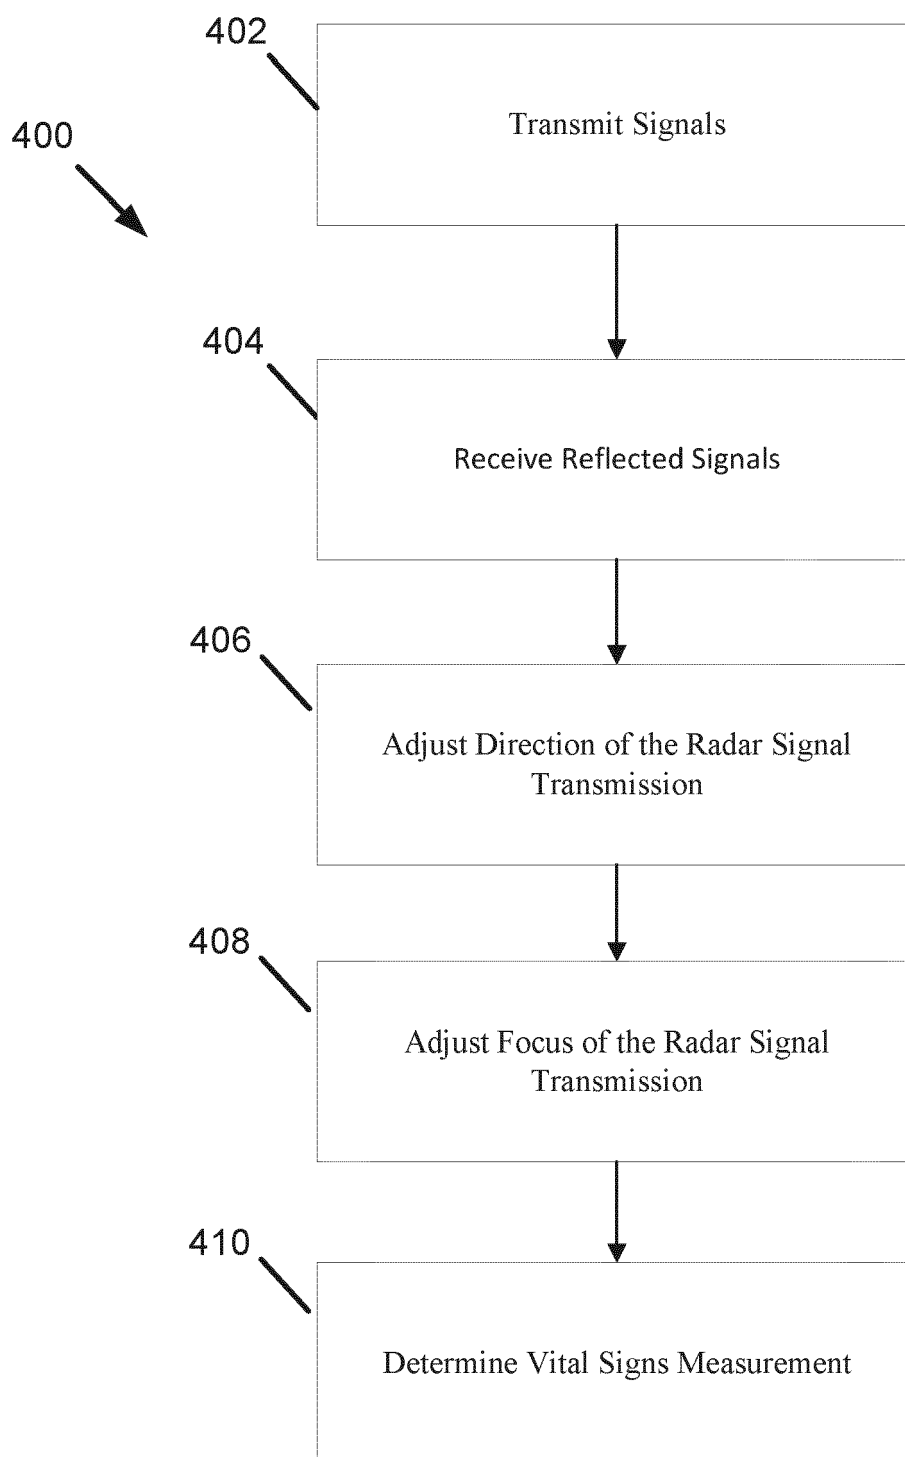 402
Transmit Signals
400
404
Receive Reflected Signals
406
Adjust Direction of the Radar Signal
Transmission
408
Adjust Focus of the Radar Signal
Transmission
410
Determine Vital Signs Measurement